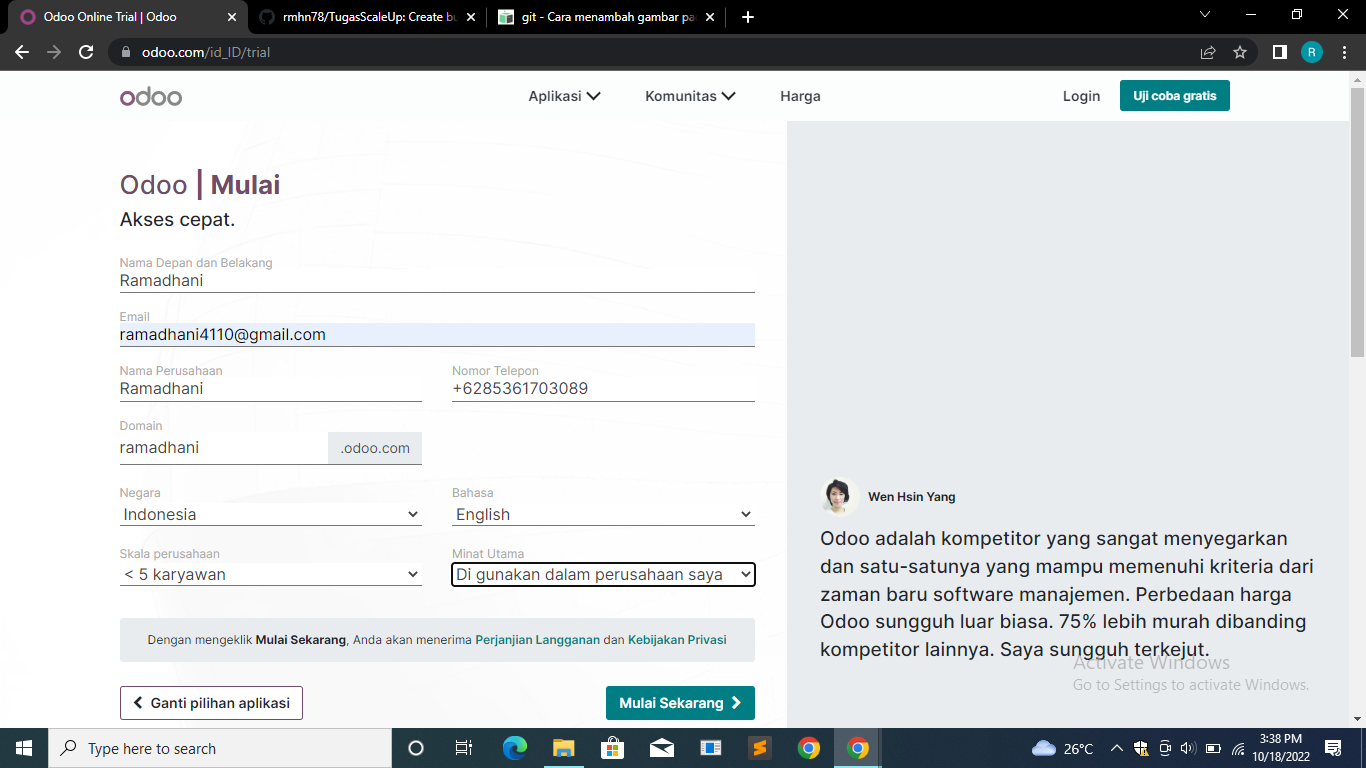 Odoo Online Trial | Odoo
rmhn78/TugasScaleUp: Create bu
git - Cara menambah gambar pa
odoo.com/id_ID/trial
R
odoo
Aplikasi
Komunitas
Harga
Login
Uji coba gratis
Odoo | Mulai
Akses cepat.
Nama Depan dan Belakang
Ramadhani
Email
ramadhani4110@gmail.com
Nama Perusahaan
Ramadhani
Nomor Telepon
+6285361703089
Domain
ramadhani
.odoo.com
Negara
Indonesia
Bahasa
English
Skala perusahaan
< 5 karyawan
Minat Utama
Di gunakan dalam perusahaan saya
Dengan mengeklik Mulai Sekarang, Anda akan menerima Perjanjian Langganan dan Kebijakan Privasi
Ganti pilihan aplikasi
Mulai Sekarang
Wen Hsin Yang
Odoo adalah kompetitor yang sangat menyegarkan
dan satu-satunya yang mampu memenuhi kriteria dari
zaman baru software manajemen. Perbedaan harga
Odoo sungguh luar biasa. 75% lebih murah dibanding
kompetitor lainnya. Saya sungguh terkejut.
Activate Windows
Go to Settings to activate Windows.
Type here to search
26°C
3:38 PM
10/18/2022